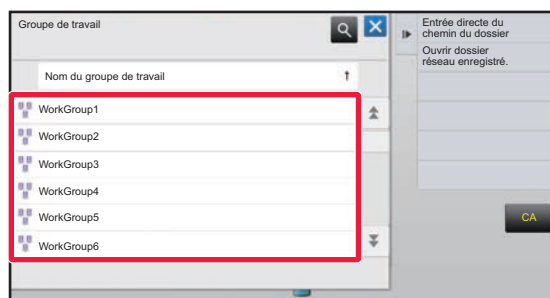 Groupe de travail
Nom du groupe de travail
WorkGroup1
WorkGroup2
WorkGroup3
WorkGroup4
WorkGroup5
WorkGroup6
Entrée directe du
chemin du dossier
Ouvrir dossier
réseau enregistré.
CA